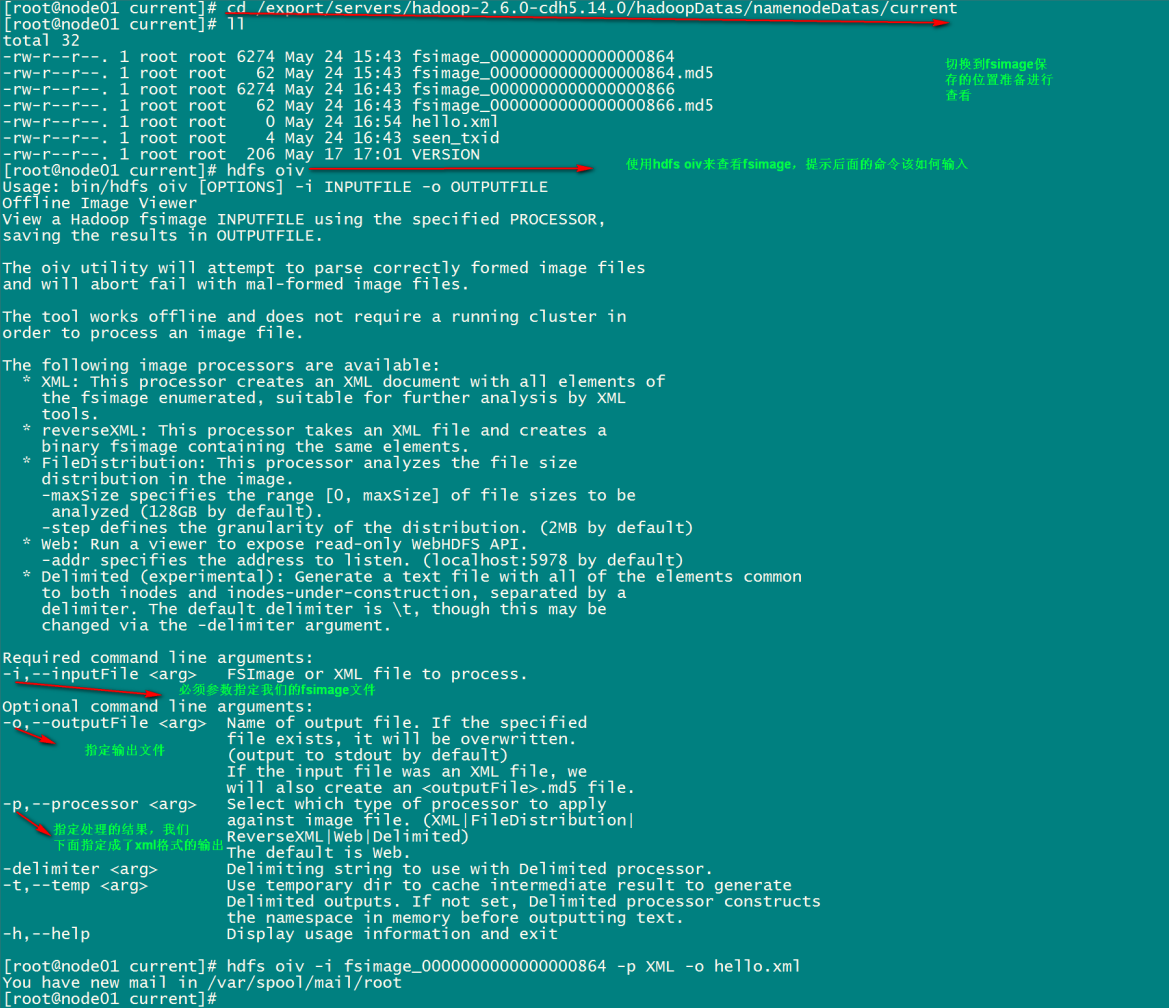 [root@node01 current]# cd /export/servers/hadoop-2.6.0-cdh5.14.0/hadoopDatas/namenodeDatas/current
[root@node01 current]# ll
total 32
-rw-r--r--. 1 root root 6274 May 24 15:43 fsimage_0000000000000000864
-rw-r--r--. 1 root root   62 May 24 15:43 fsimage_0000000000000000864.md5
-rw-r--r--. 1 root root 6274 May 24 16:43 fsimage_0000000000000000866
-rw-r--r--. 1 root root   62 May 24 16:43 fsimage_0000000000000000866.md5
-rw-r--r--. 1 root root    0 May 24 16:54 hello.xml
-rw-r--r--. 1 root root    4 May 24 16:43 seen_txid
-rw-r--r--. 1 root root  206 May 17 17:01 VERSION
切换到fsimage保
存的位置准备进行
查看
[root@node01 current]# hdfs oiv
使用hdfs oiv来查看fsimage，提示后面的命令该如何输入
Usage: bin/hdfs oiv [OPTIONS] -i INPUTFILE -o OUTPUTFILE
Offline Image Viewer
View a Hadoop fsimage INPUTFILE using the specified PROCESSOR,
saving the results in OUTPUTFILE.
The oiv utility will attempt to parse correctly formed image files
and will abort fail with mal-formed image files.
The tool works offline and does not require a running cluster in
order to process an image file.
The following image processors are available:
  * XML: This processor creates an XML document with all elements of
    the fsimage enumerated, suitable for further analysis by XML
    tools.
  * reverseXML: This processor takes an XML file and creates a
    binary fsimage containing the same elements.
  * FileDistribution: This processor analyzes the file size
    distribution in the image.
    -maxSize specifies the range [0, maxSize] of file sizes to be
     analyzed (128GB by default).
    -step defines the granularity of the distribution. (2MB by default)
  * Web: Run a viewer to expose read-only WebHDFS API.
    -addr specifies the address to listen. (localhost:5978 by default)
  * Delimited (experimental): Generate a text file with all of the elements common
    to both inodes and inodes-under-construction, separated by a
    delimiter. The default delimiter is \t, though this may be
    changed via the -delimiter argument.
Required command line arguments:
-i,--inputFile <arg>   FSImage or XML file to process.
必须参数指定我们的fsimage文件
Optional command line arguments:
-o,--outputFile <arg>  Name of output file. If the specified
                       file exists, it will be overwritten.
指定输出文件
                       (output to stdout by default)
                       If the input file was an XML file, we
                       will also create an <outputFile>.md5 file.
-p,--processor <arg>   Select which type of processor to apply
                       against image file. (XML|FileDistribution|
指定处理的结果，我们
                       ReverseXML|Web|Delimited)
下面指定成了xml格式的输出
                       The default is Web.
-delimiter <arg>       Delimiting string to use with Delimited processor.
-t,--temp <arg>        Use temporary dir to cache intermediate result to generate
                       Delimited outputs. If not set, Delimited processor constructs
                       the namespace in memory before outputting text.
-h,--help              Display usage information and exit
[root@node01 current]# hdfs oiv -i fsimage_0000000000000000864 -p XML -o hello.xml
You have new mail in /var/spool/mail/root
[root@node01 current]#